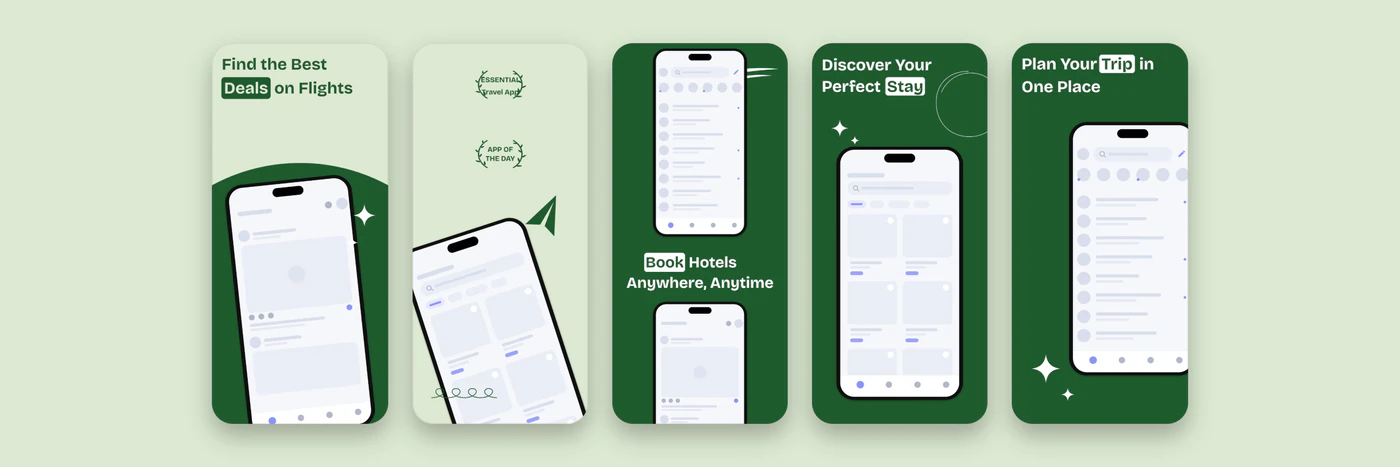 Find the Best
Deals on Flights
ESSENTIAL
Travel App
APP OF
THE DAY
Book Hotels
Anywhere, Anytime
Discover Your
Perfect Stay
Plan Your Trip in
One Place